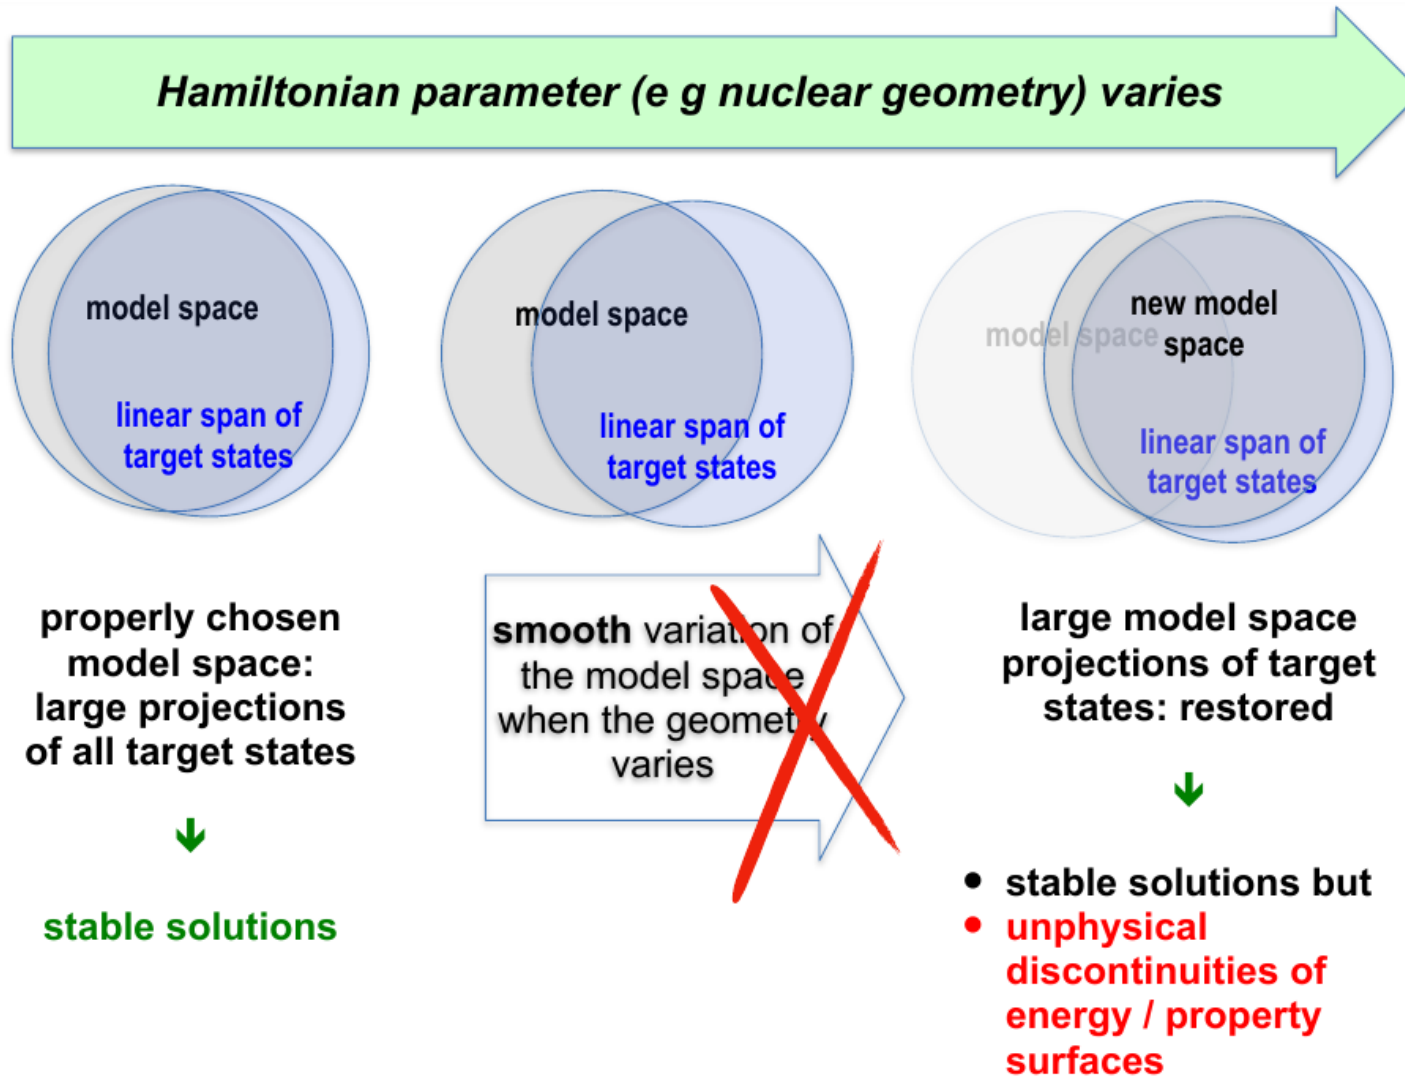 Hamiltonian parameter (e g nuclear geometry) varies
model space
linear span of
target states
model space
linear span of
target states
model space
new model
space
linear span of
target states
properly chosen
model space:
large projections
of all target states
stable solutions
smooth variation of
the model space
when the geometry
varies
large model space
projections of target
states: restored
• stable solutions but
• unphysical
discontinuities of
energy / property
surfaces